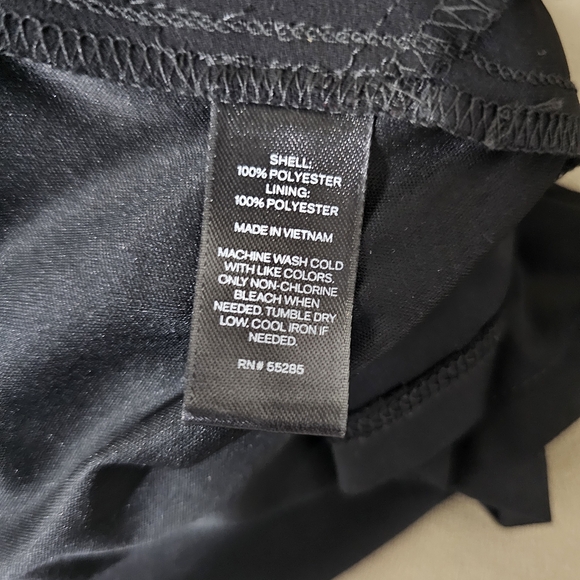 SHELL:
100% POLYESTER
LINING:
100% POLYESTER
MADE IN VIETNAM
MACHINE WASH COLD
WITH LIKE COLORS.
ONLY NON-CHLORINE
BLEACH WHEN
NEEDED. TUMBLE DRY
LOW. COOL IRON IF
NEEDED.
RN# 55285